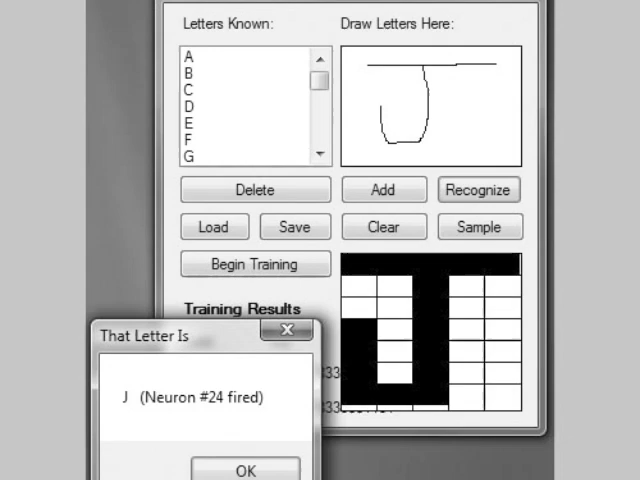 Letters Known:
Draw Letters Here:
A
B
C
D
E
F
G
J
Delete
Add
Recognize
Load
Save
Clear
Sample
Begin Training
Training Results
That Letter Is
J (Neuron #24 fired)
OK